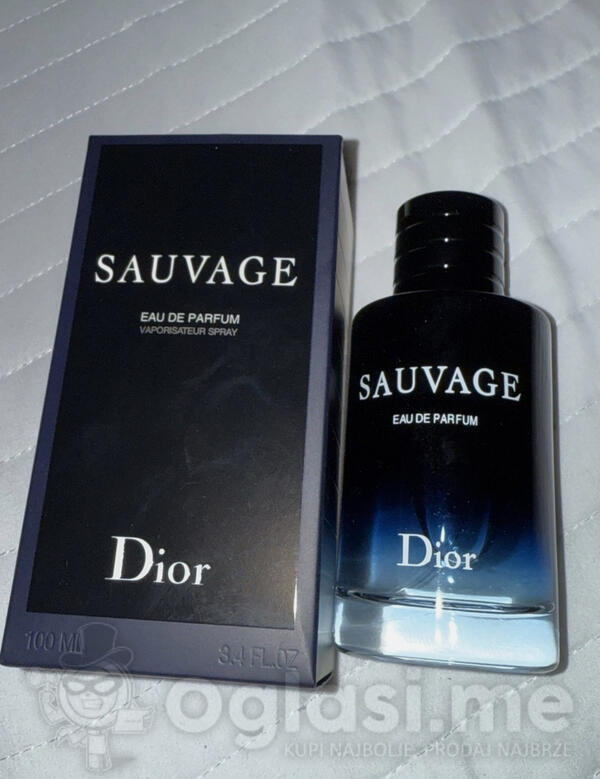 SAUVAGE
EAU DE PARFUM
VAPORISATEUR SPRAY
Dior
100 ML
3.4 FL.OZ
SAUVAGE
EAU DE PARFUM
Dior
oglasi.me
KUPI NAJBOLJE, PRODAJ NAJBRŽE